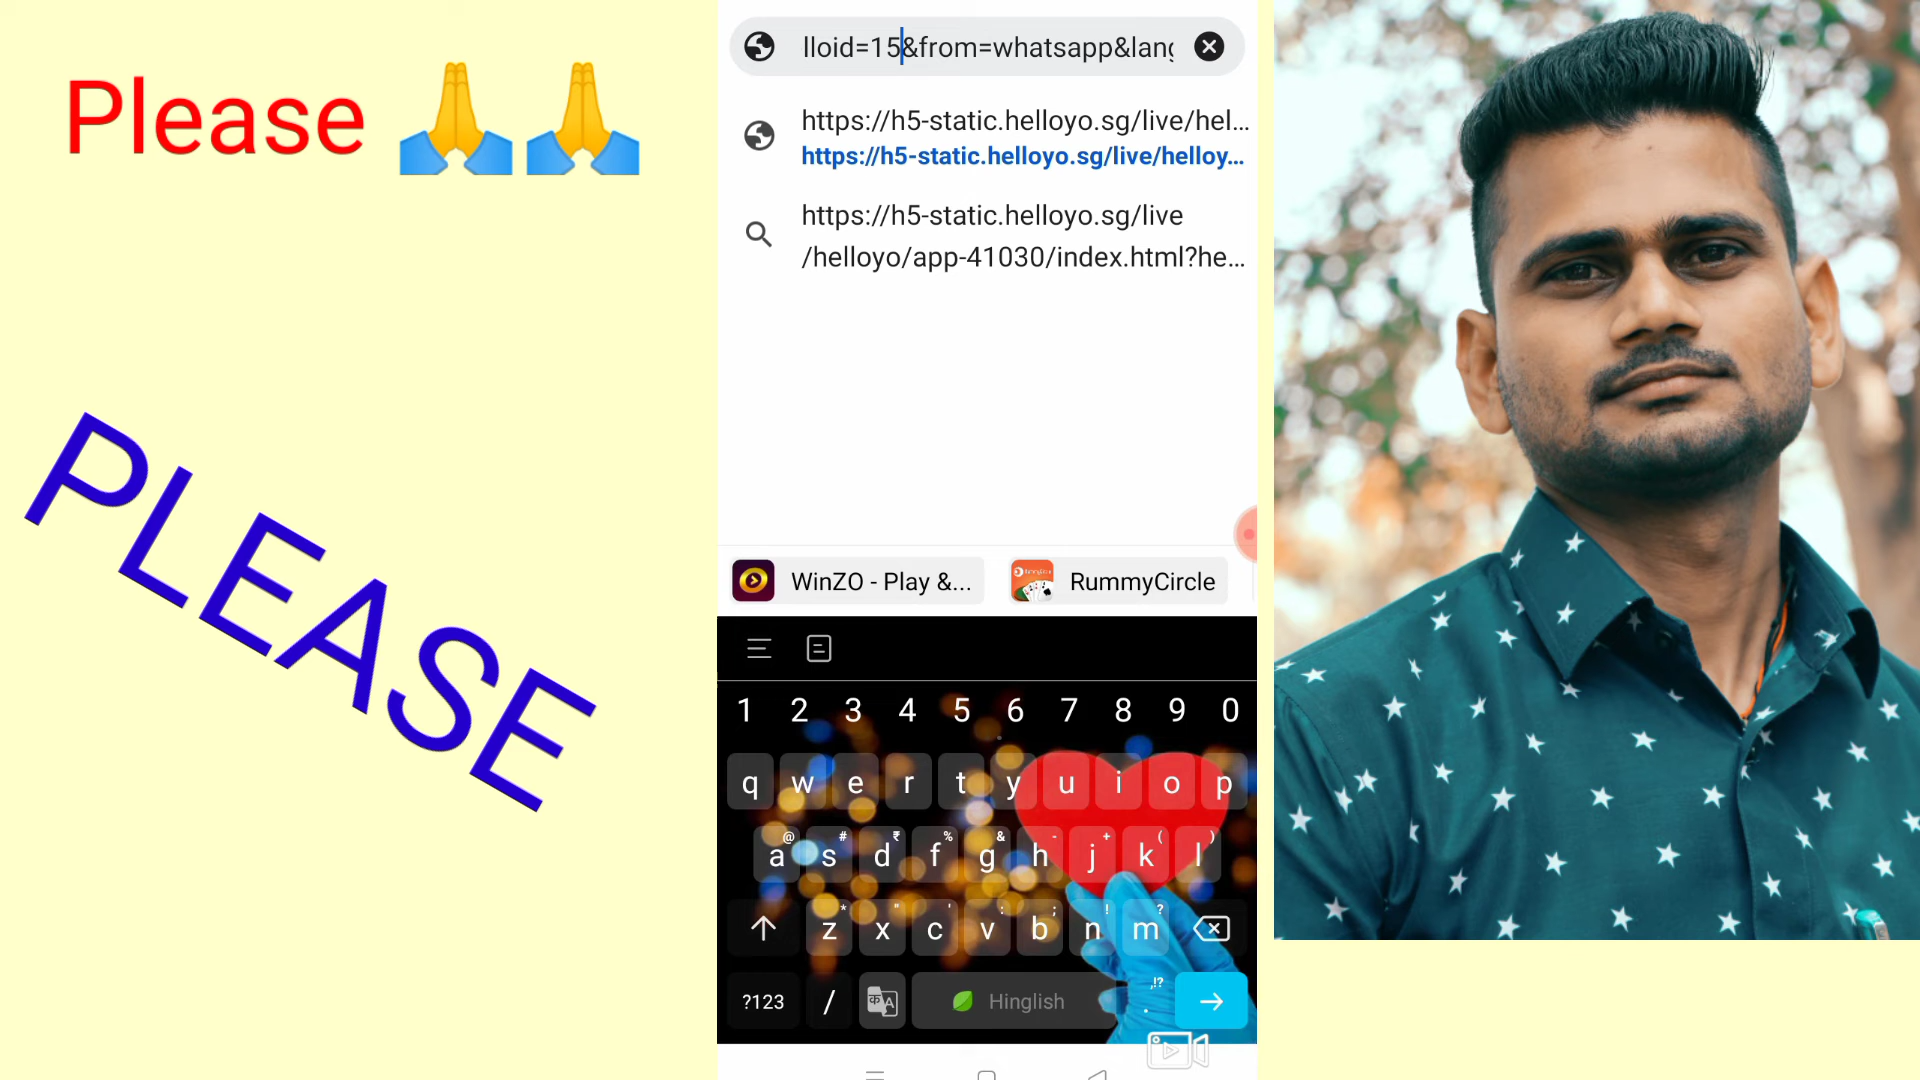 Please 🙏🙏
PLEASE
lloid=15&from=whatsapp&lang
https://h5-static.helloyo.sg/live/hel...
https://h5-static.helloyo.sg/live/helloy...
https://h5-static.helloyo.sg/live
/helloyo/app-41030/index.html?he...
WinZO - Play &...
RummyCircle
1 2 3 4 5 6 7 8 9 0
q w e r t y u i o p
@ # ₹ % & - + ( )
a s d f g h j k l
* " ' : ; ! ?
z x c v b n m
,!?
?123 / क A Hinglish .